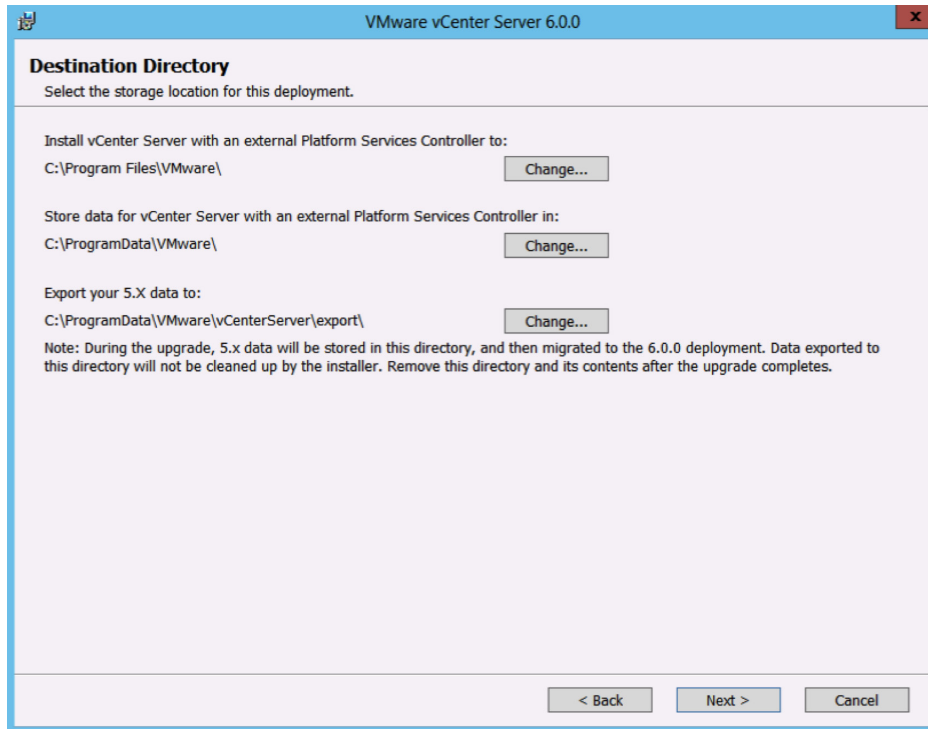 VMware vCenter Server 6.0.0
x
Destination Directory
Select the storage location for this deployment.
Install vCenter Server with an external Platform Services Controller to:
C:\Program Files\VMware\
Change...
Store data for vCenter Server with an external Platform Services Controller in:
C:\ProgramData\VMware\
Change...
Export your 5.X data to:
C:\ProgramData\VMware\vCenterServer\export\
Change...
Note: During the upgrade, 5.x data will be stored in this directory, and then migrated to the 6.0.0 deployment. Data exported to
this directory will not be cleaned up by the installer. Remove this directory and its contents after the upgrade completes.
< Back
Next >
Cancel